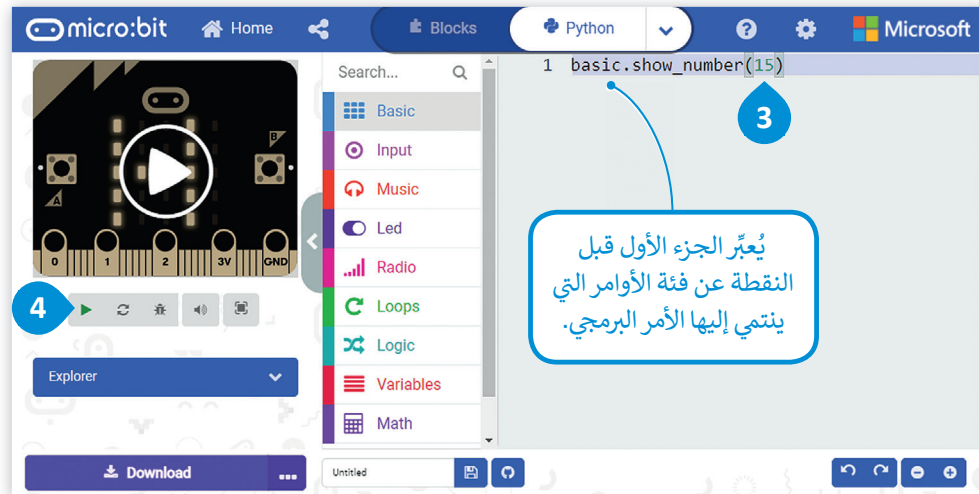 micro:bit Home Blocks Python Microsoft
B
A
0 1 2 3V GND
4
Explorer
Download
Search...
Basic
Input
Music
Led
Radio
Loops
Logic
Variables
Math
Untitled
1 basic.show_number(15)
3
يُعبِّر الجزء الأول قبل
النقطة عن فئة الأوامر التي
ينتمي إليها الأمر البرمجي.